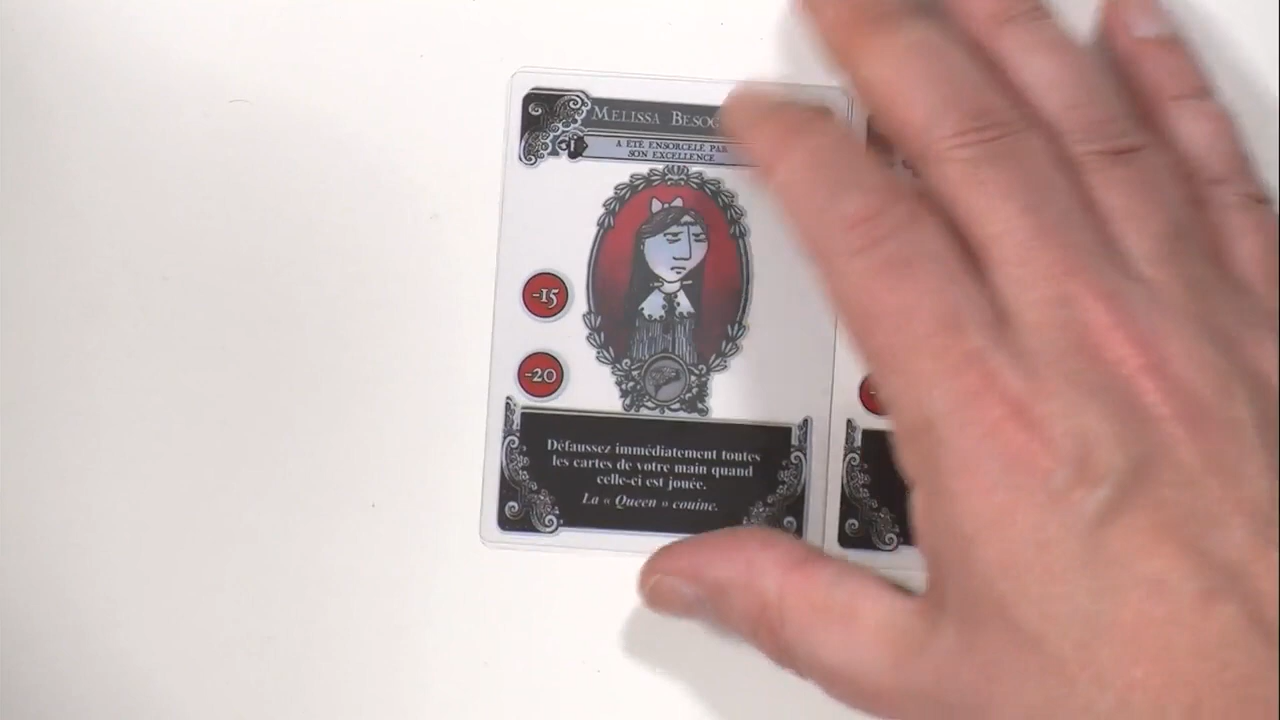 MELISSA
A ÉTÉ ENSORCELÉ PAR
SON EXCELLENCE
-15
-20
Défaussez immédiatement toutes
les cartes de votre main quand
celle-ci est jouée.
La « Queen » couine.